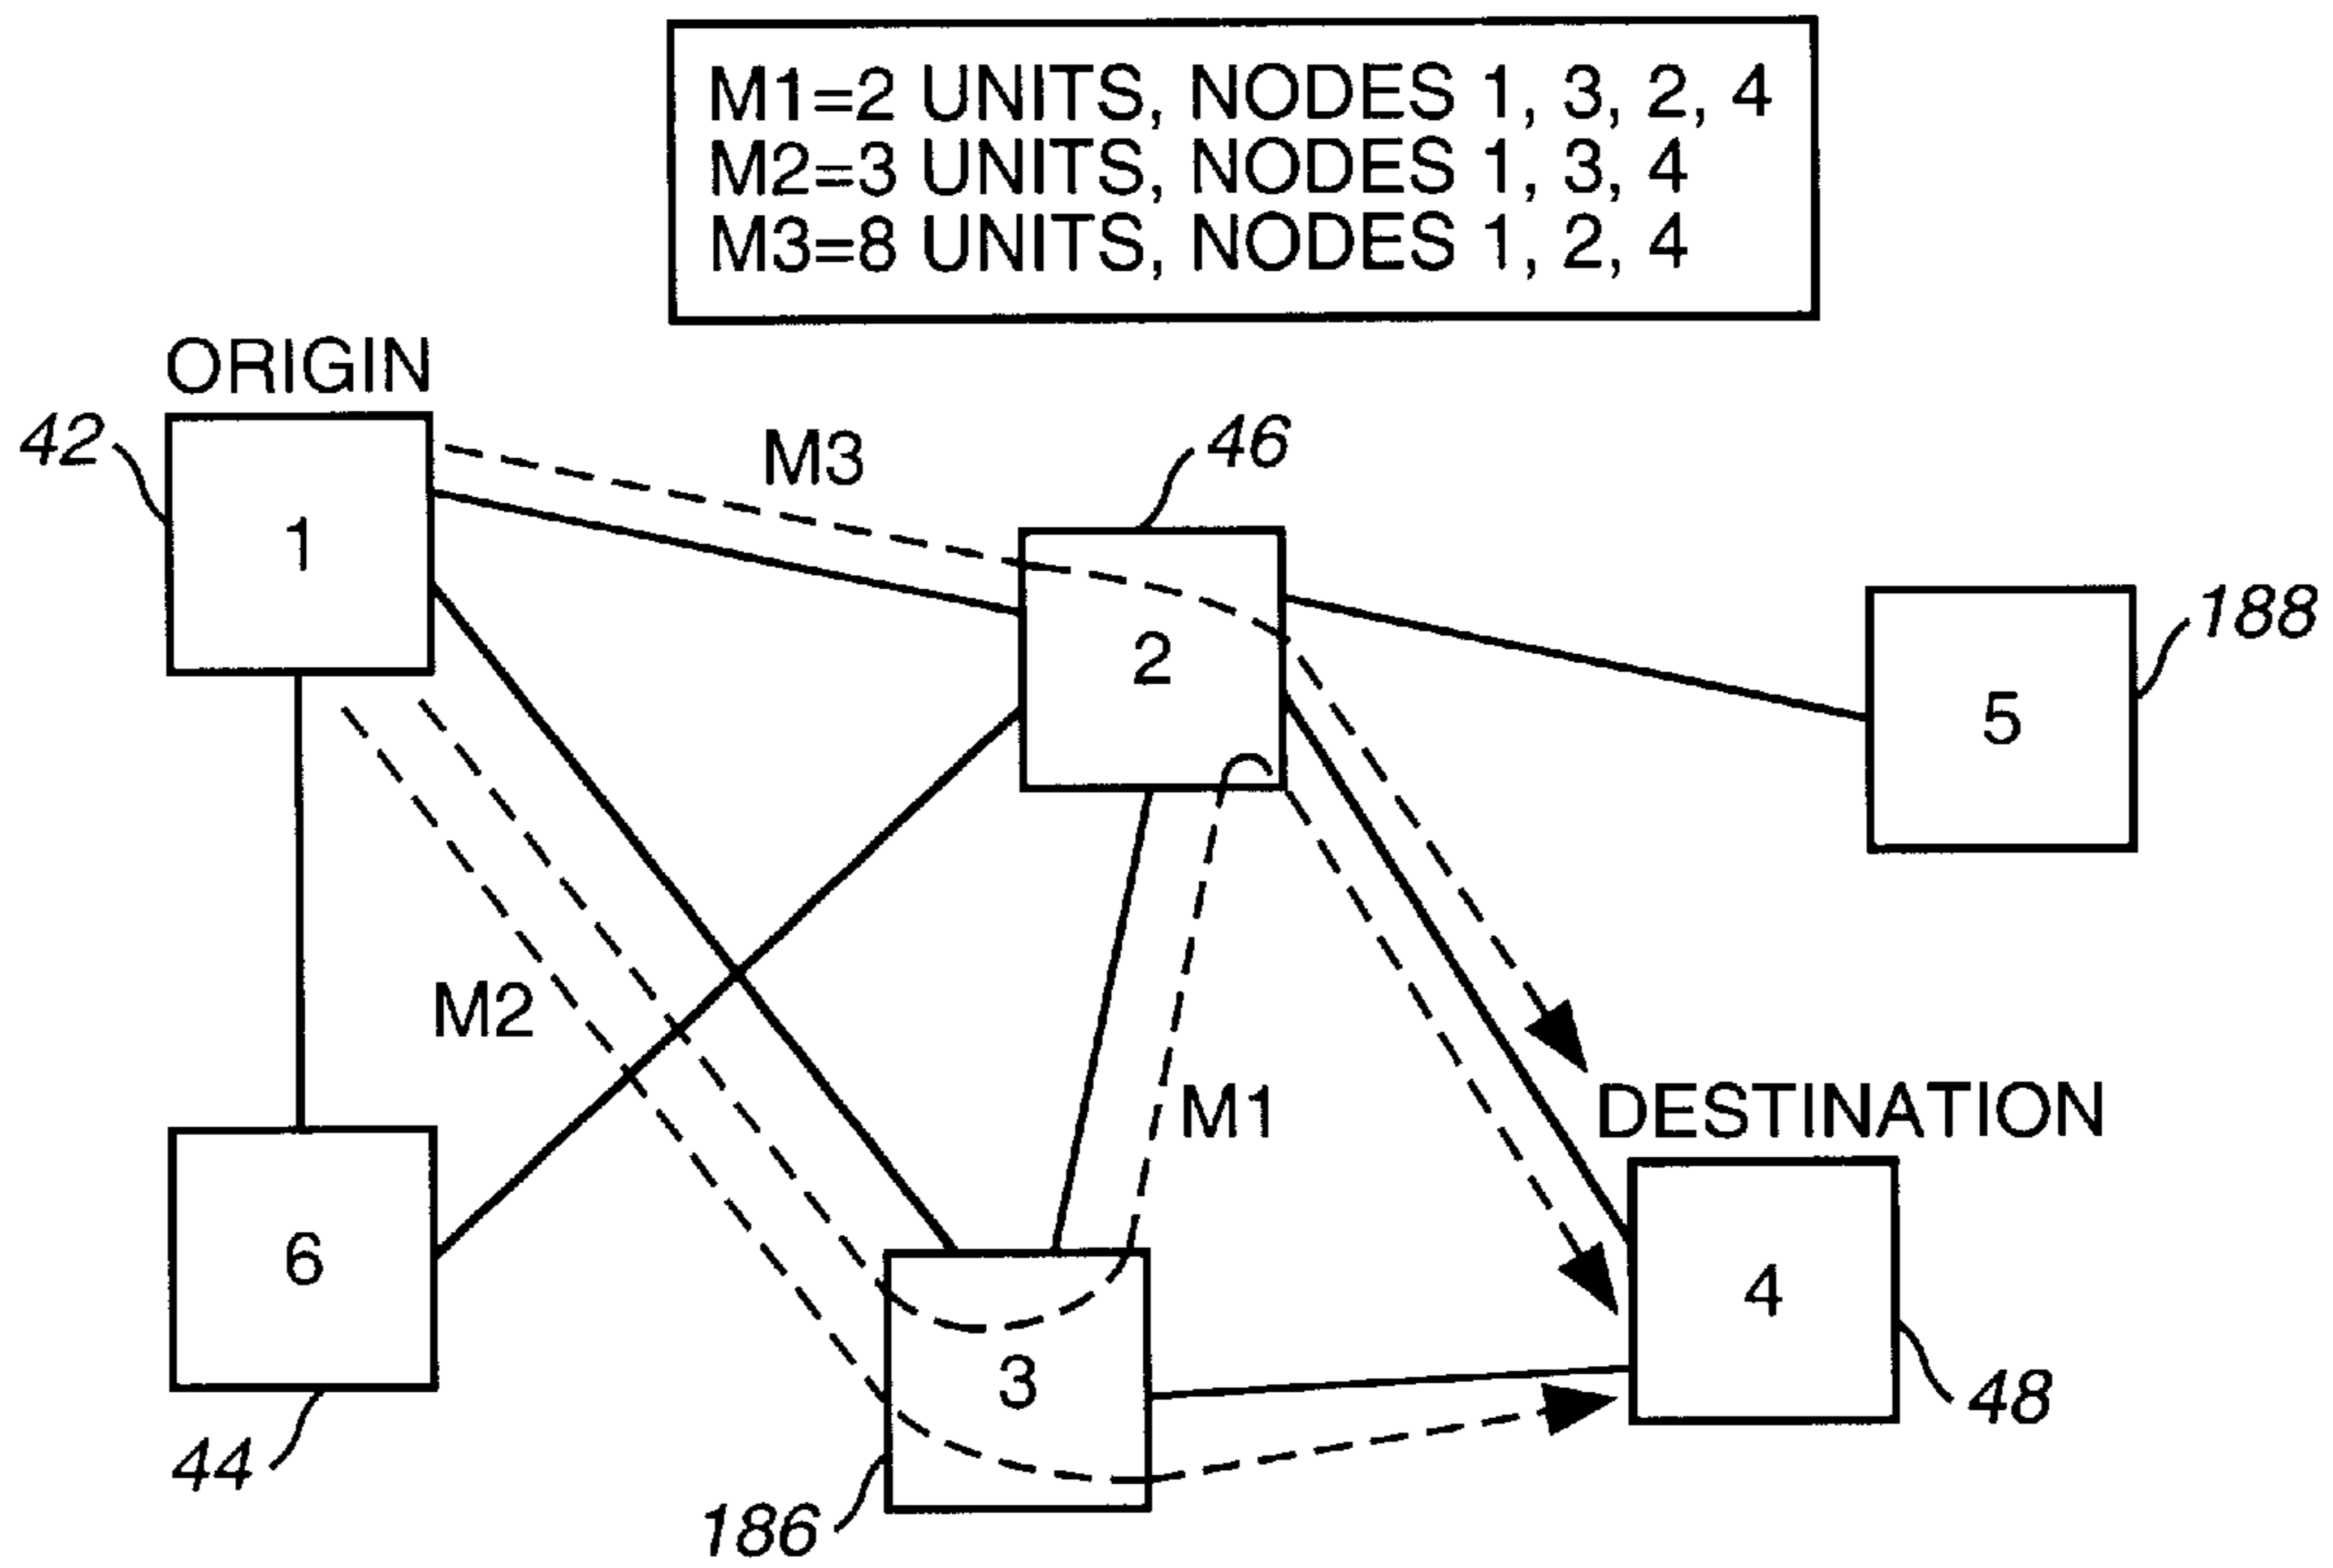 M1=2 UNITS, NODES 1, 3, 2, 4
M2=3 UNITS, NODES 1, 3, 4
M3=8 UNITS, NODES 1, 2, 4
ORIGIN
42
M3
46
1
188
2
5
M2
M1
DESTINATION
6
4
3
48
44
186